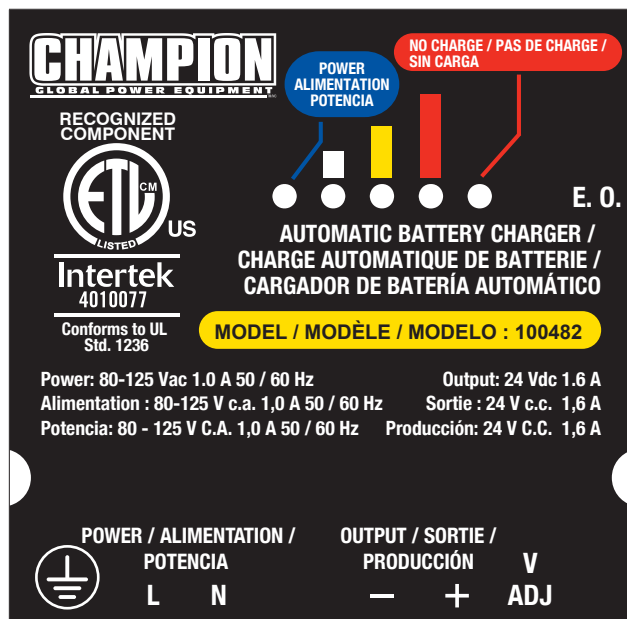 CHAMPION
GLOBAL POWER EQUIPMENT
POWER
ALIMENTATION
POTENCIA
NO CHARGE / PAS DE CHARGE /
SIN CARGA
RECOGNIZED
COMPONENT
ETL CM
LISTED
US
Intertek
4010077
Conforms to UL
Std. 1236
E. O.
AUTOMATIC BATTERY CHARGER /
CHARGE AUTOMATIQUE DE BATTERIE /
CARGADOR DE BATERÍA AUTOMÁTICO
MODEL / MODÈLE / MODELO : 100482
Power: 80-125 Vac 1.0 A 50 / 60 Hz
Output: 24 Vdc 1.6 A
Alimentation : 80-125 V c.a. 1,0 A 50 / 60 Hz
Sortie : 24 V c.c. 1,6 A
Potencia: 80 - 125 V C.A. 1,0 A 50 / 60 Hz
Producción: 24 V C.C. 1,6 A
POWER / ALIMENTATION /
POTENCIA
L N
OUTPUT / SORTIE /
PRODUCCIÓN
− +
V
ADJ